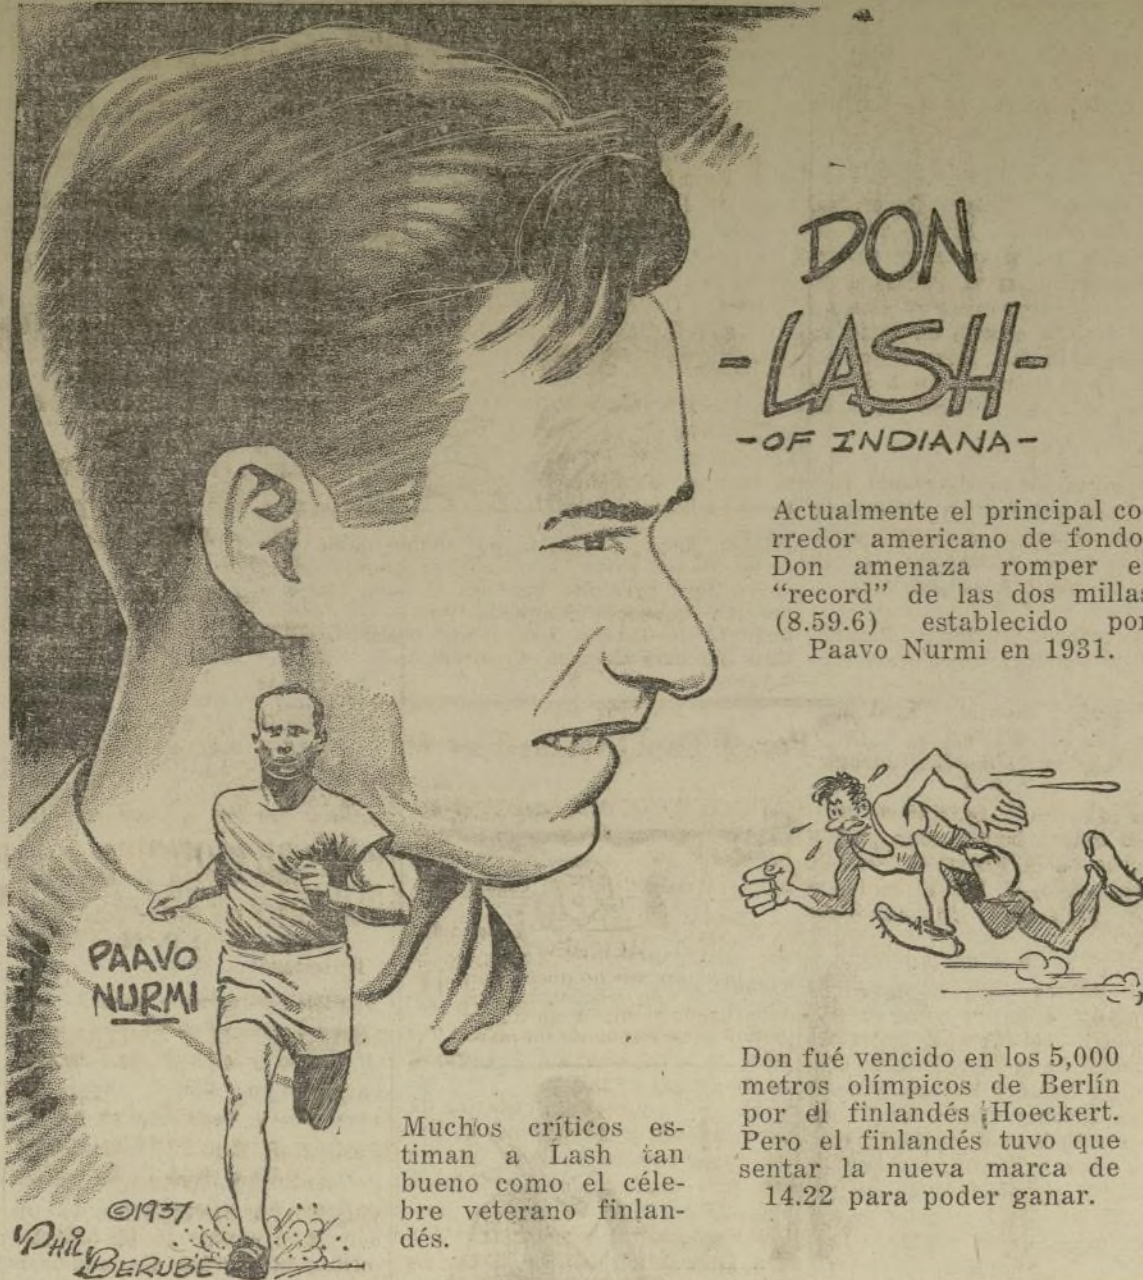 DON
-LASH-
-OF INDIANA-
Actualmente el principal co-
rredor americano de fondo,
Don amenaza romper el
“record” de las dos millas
(8.59.6) establecido por
Paavo Nurmi en 1931.
PAAVO
NURMI
Don fué vencido en los 5,000
metros olímpicos de Berlín
por el finlandés Hoeckert.
Pero el finlandés tuvo que
sentar la nueva marca de
14.22 para poder ganar.
Muchos críticos es-
timan a Lash tan
bueno como el céle-
bre veterano finlan-
dés.
©1937
"PHIL"
BERUBE